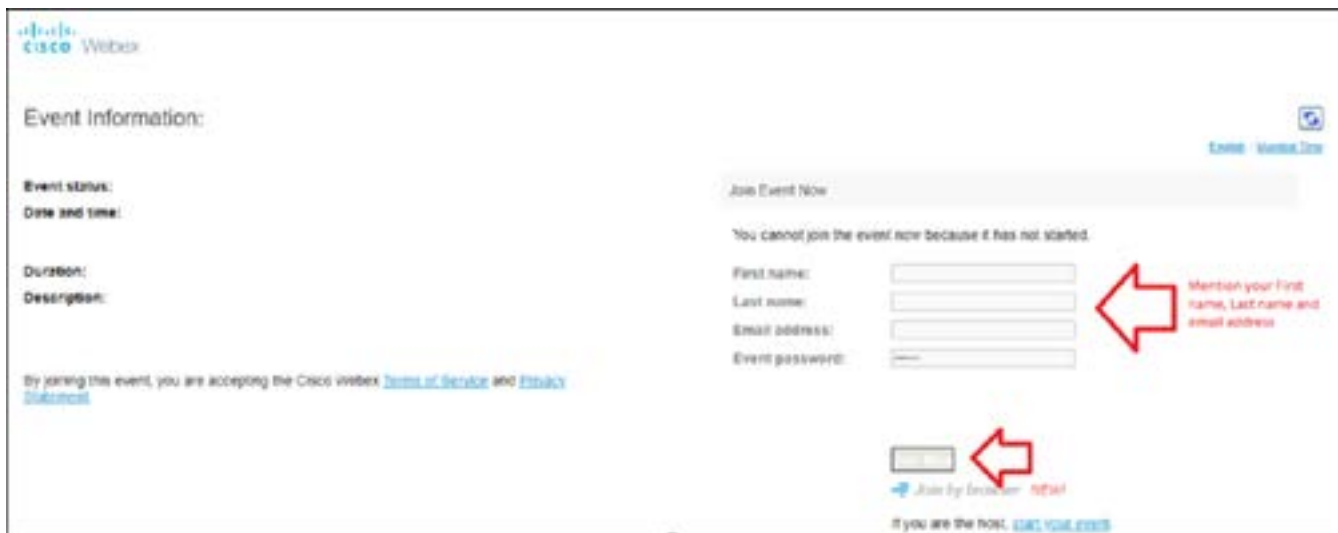 cisco Webex
Event Information:
English : Mumbai Time
Event status:
Date and time:
Duration:
Description:
By joining this event, you are accepting the Cisco Webex Terms of Service and Privacy
Statement
Join Event Now
You cannot join the event now because it has not started.
First name:
Last name:
Email address:
Event password:
Mention your First
name, Last name and
email address
Join by browser NEW!
If you are the host, start your event